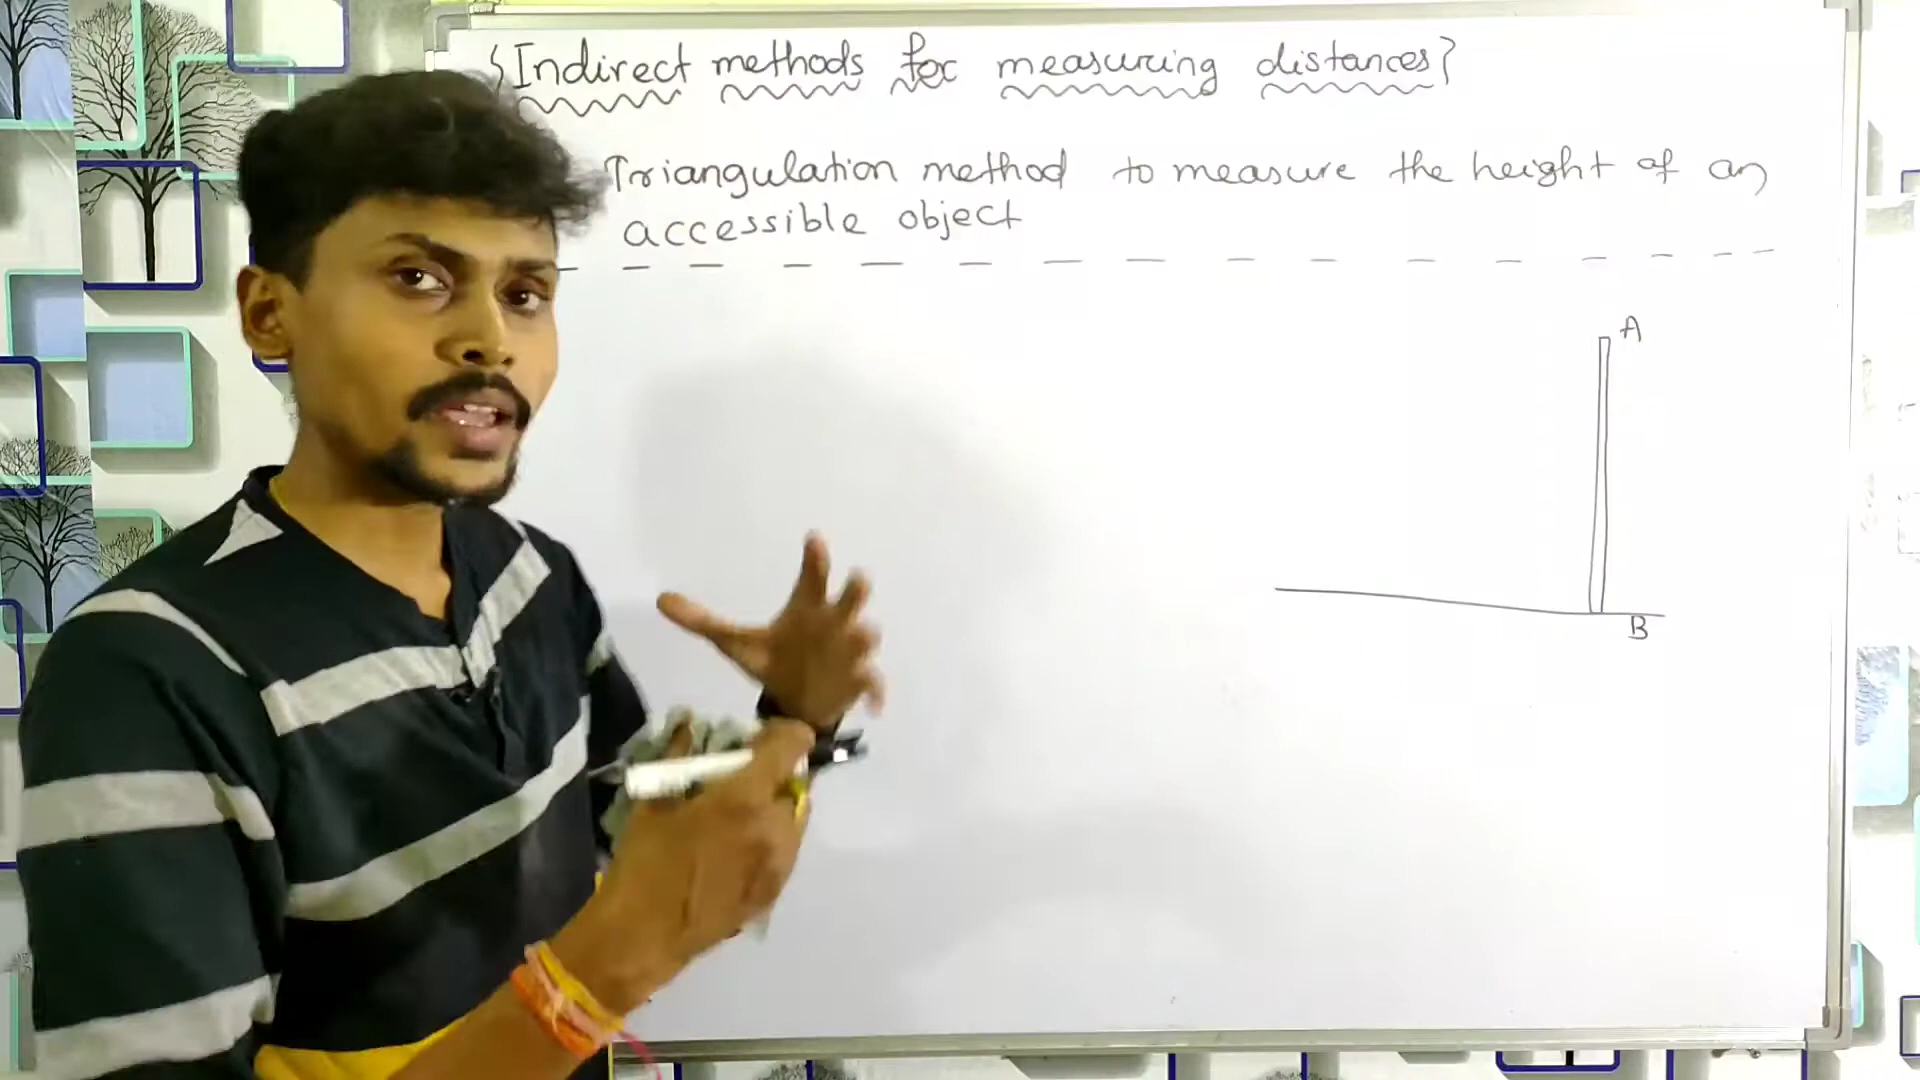 {Indirect methods for measuring distances}
Triangulation method to measure the height of an
accessible object
A
B